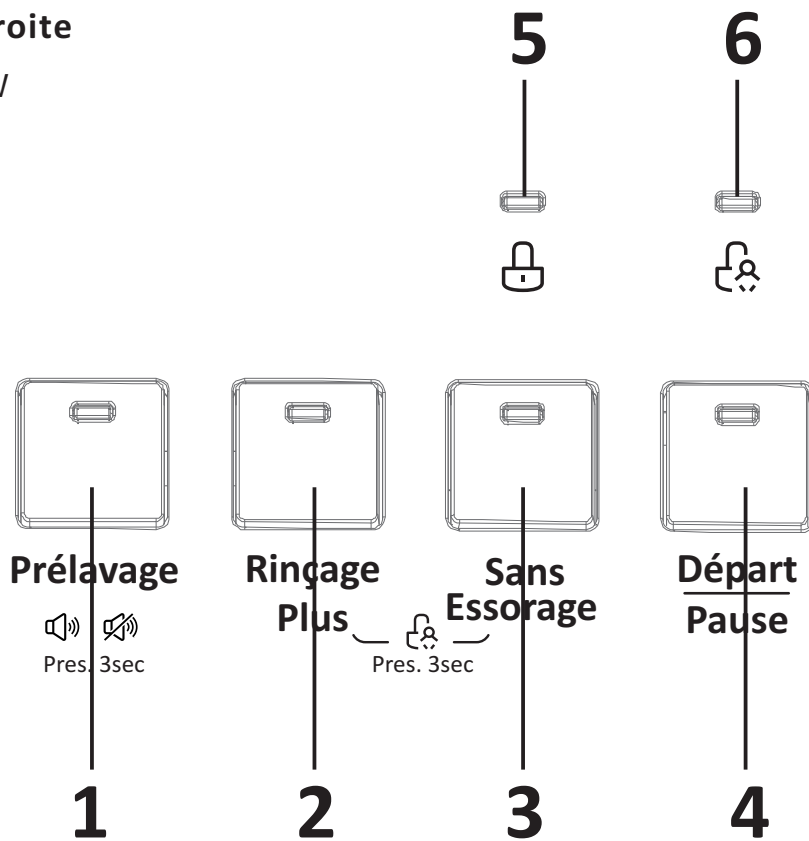 roite
5 6
Prélavage Rinçage Plus Sans Essorage Départ Pause
Pres. 3sec Pres. 3sec
1 2 3 4